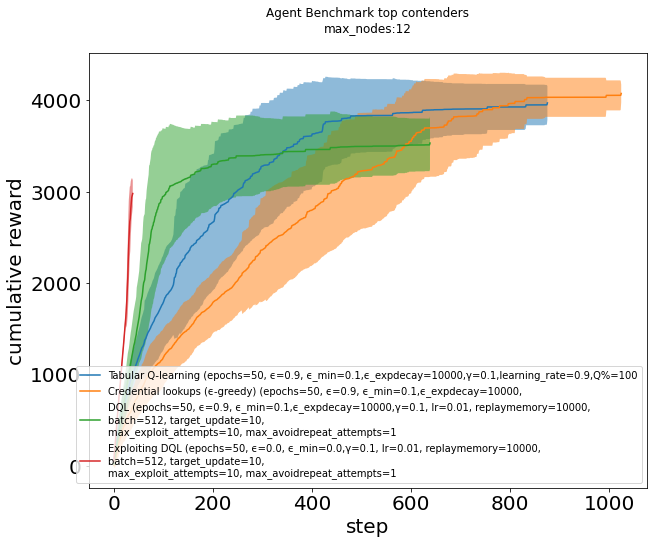 Agent Benchmark top contenders
max_nodes:12
cumulative reward
4000
3000
2000
1000
0
Tabular Q-learning (epochs=50, ϵ=0.9, ϵ_min=0.1,ϵ_expdecay=10000,γ=0.1,learning_rate=0.9,Q%=100
Credential lookups (ϵ-greedy) (epochs=50, ϵ=0.9, ϵ_min=0.1,ϵ_expdecay=10000,
DQL (epochs=50, ϵ=0.9, ϵ_min=0.1,ϵ_expdecay=10000,γ=0.1, lr=0.01, replaymemory=10000,
batch=512, target_update=10,
max_exploit_attempts=10, max_avoidrepeat_attempts=1
Exploiting DQL (epochs=50, ϵ=0.0, ϵ_min=0.0,γ=0.1, lr=0.01, replaymemory=10000,
batch=512, target_update=10,
max_exploit_attempts=10, max_avoidrepeat_attempts=1
0 200 400 600 800 1000
step